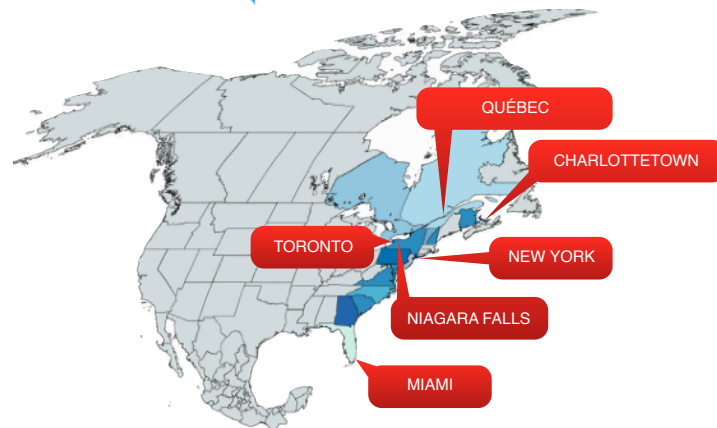 QUÉBEC
CHARLOTTETOWN
TORONTO
NEW YORK
NIAGARA FALLS
MIAMI